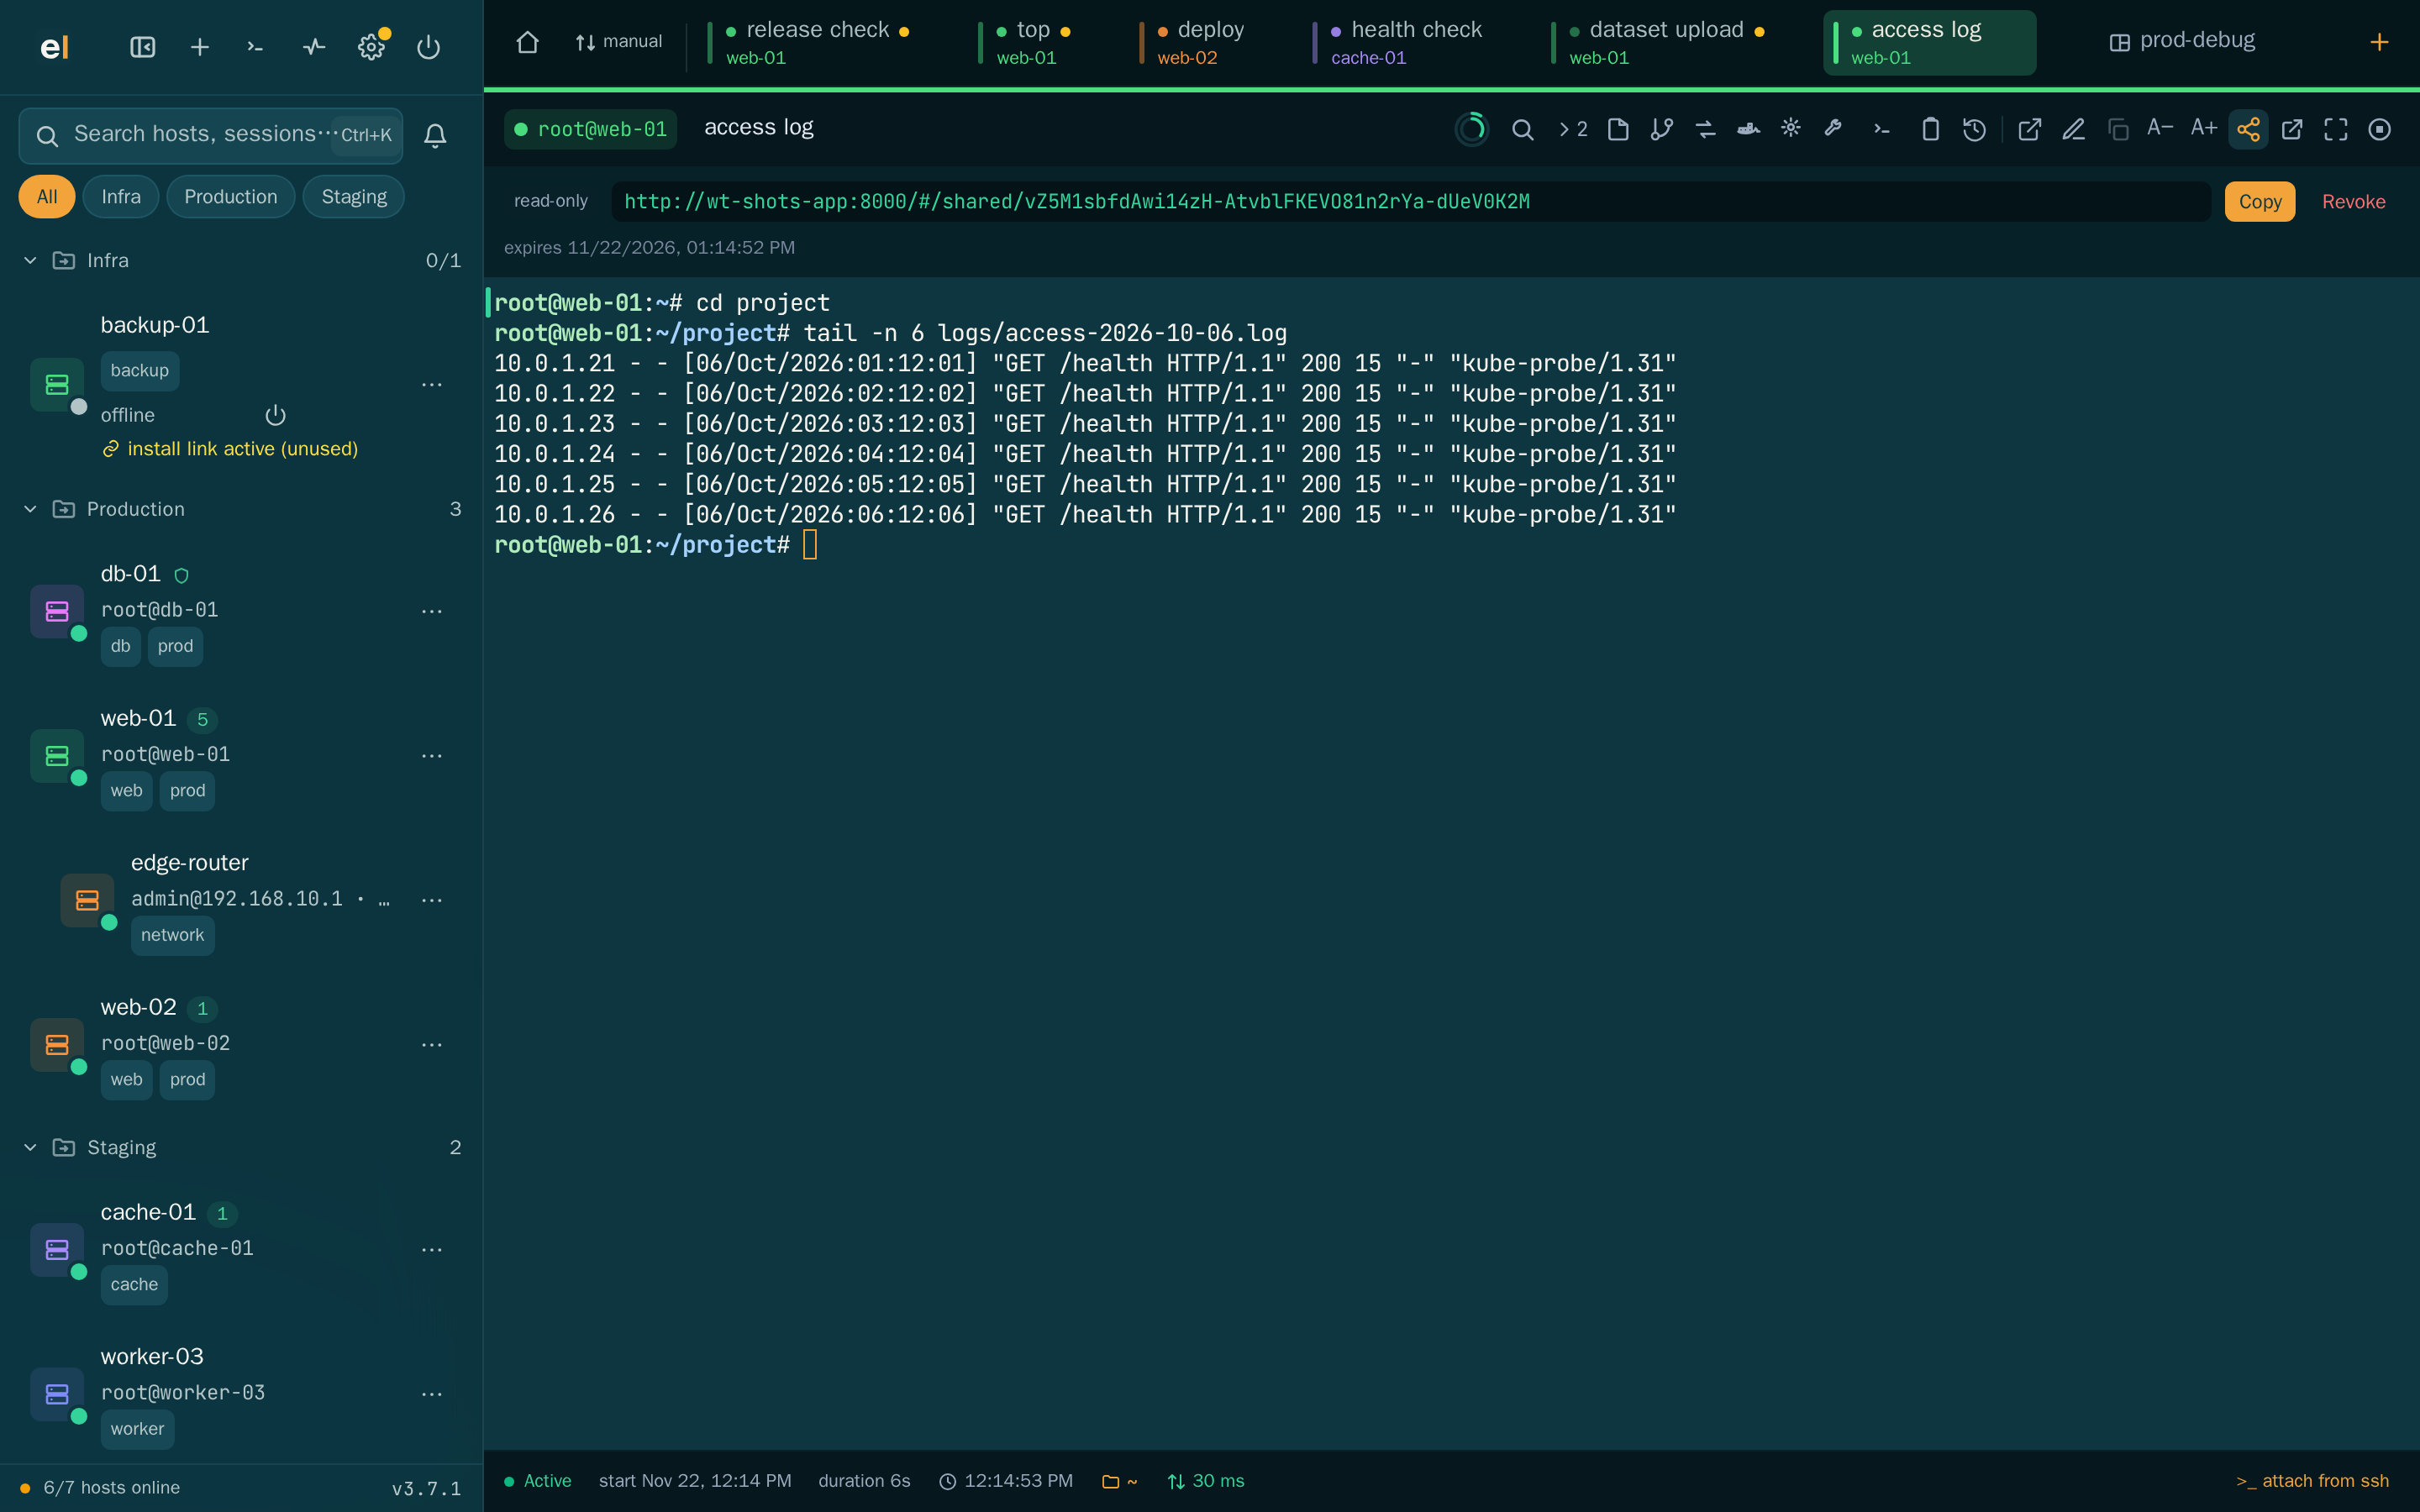 el
Search hosts, sessions··· Ctrl+K
All Infra Production Staging
Infra 0/1
backup-01
backup
offline
install link active (unused)
Production 3
db-01
root@db-01
db prod
web-01 5
root@web-01
web prod
edge-router
admin@192.168.10.1 • …
network
web-02 1
root@web-02
web prod
Staging 2
cache-01 1
root@cache-01
cache
worker-03
root@worker-03
worker
6/7 hosts online v3.7.1
manual
release check
web-01
top
web-01
deploy
web-02
health check
cache-01
dataset upload
web-01
access log
web-01
prod-debug
root@web-01 access log
2 A− A+
read-only http://wt-shots-app:8000/#/shared/vZ5M1sbfdAwi14zH-AtvblFKEVO81n2rYa-dUeV0K2M Copy Revoke
expires 11/22/2026, 01:14:52 PM
root@web-01:~# cd project
root@web-01:~/project# tail -n 6 logs/access-2026-10-06.log
10.0.1.21 - - [06/Oct/2026:01:12:01] "GET /health HTTP/1.1" 200 15 "-" "kube-probe/1.31"
10.0.1.22 - - [06/Oct/2026:02:12:02] "GET /health HTTP/1.1" 200 15 "-" "kube-probe/1.31"
10.0.1.23 - - [06/Oct/2026:03:12:03] "GET /health HTTP/1.1" 200 15 "-" "kube-probe/1.31"
10.0.1.24 - - [06/Oct/2026:04:12:04] "GET /health HTTP/1.1" 200 15 "-" "kube-probe/1.31"
10.0.1.25 - - [06/Oct/2026:05:12:05] "GET /health HTTP/1.1" 200 15 "-" "kube-probe/1.31"
10.0.1.26 - - [06/Oct/2026:06:12:06] "GET /health HTTP/1.1" 200 15 "-" "kube-probe/1.31"
root@web-01:~/project#
Active start Nov 22, 12:14 PM duration 6s 12:14:53 PM ~ 30 ms >_ attach from ssh